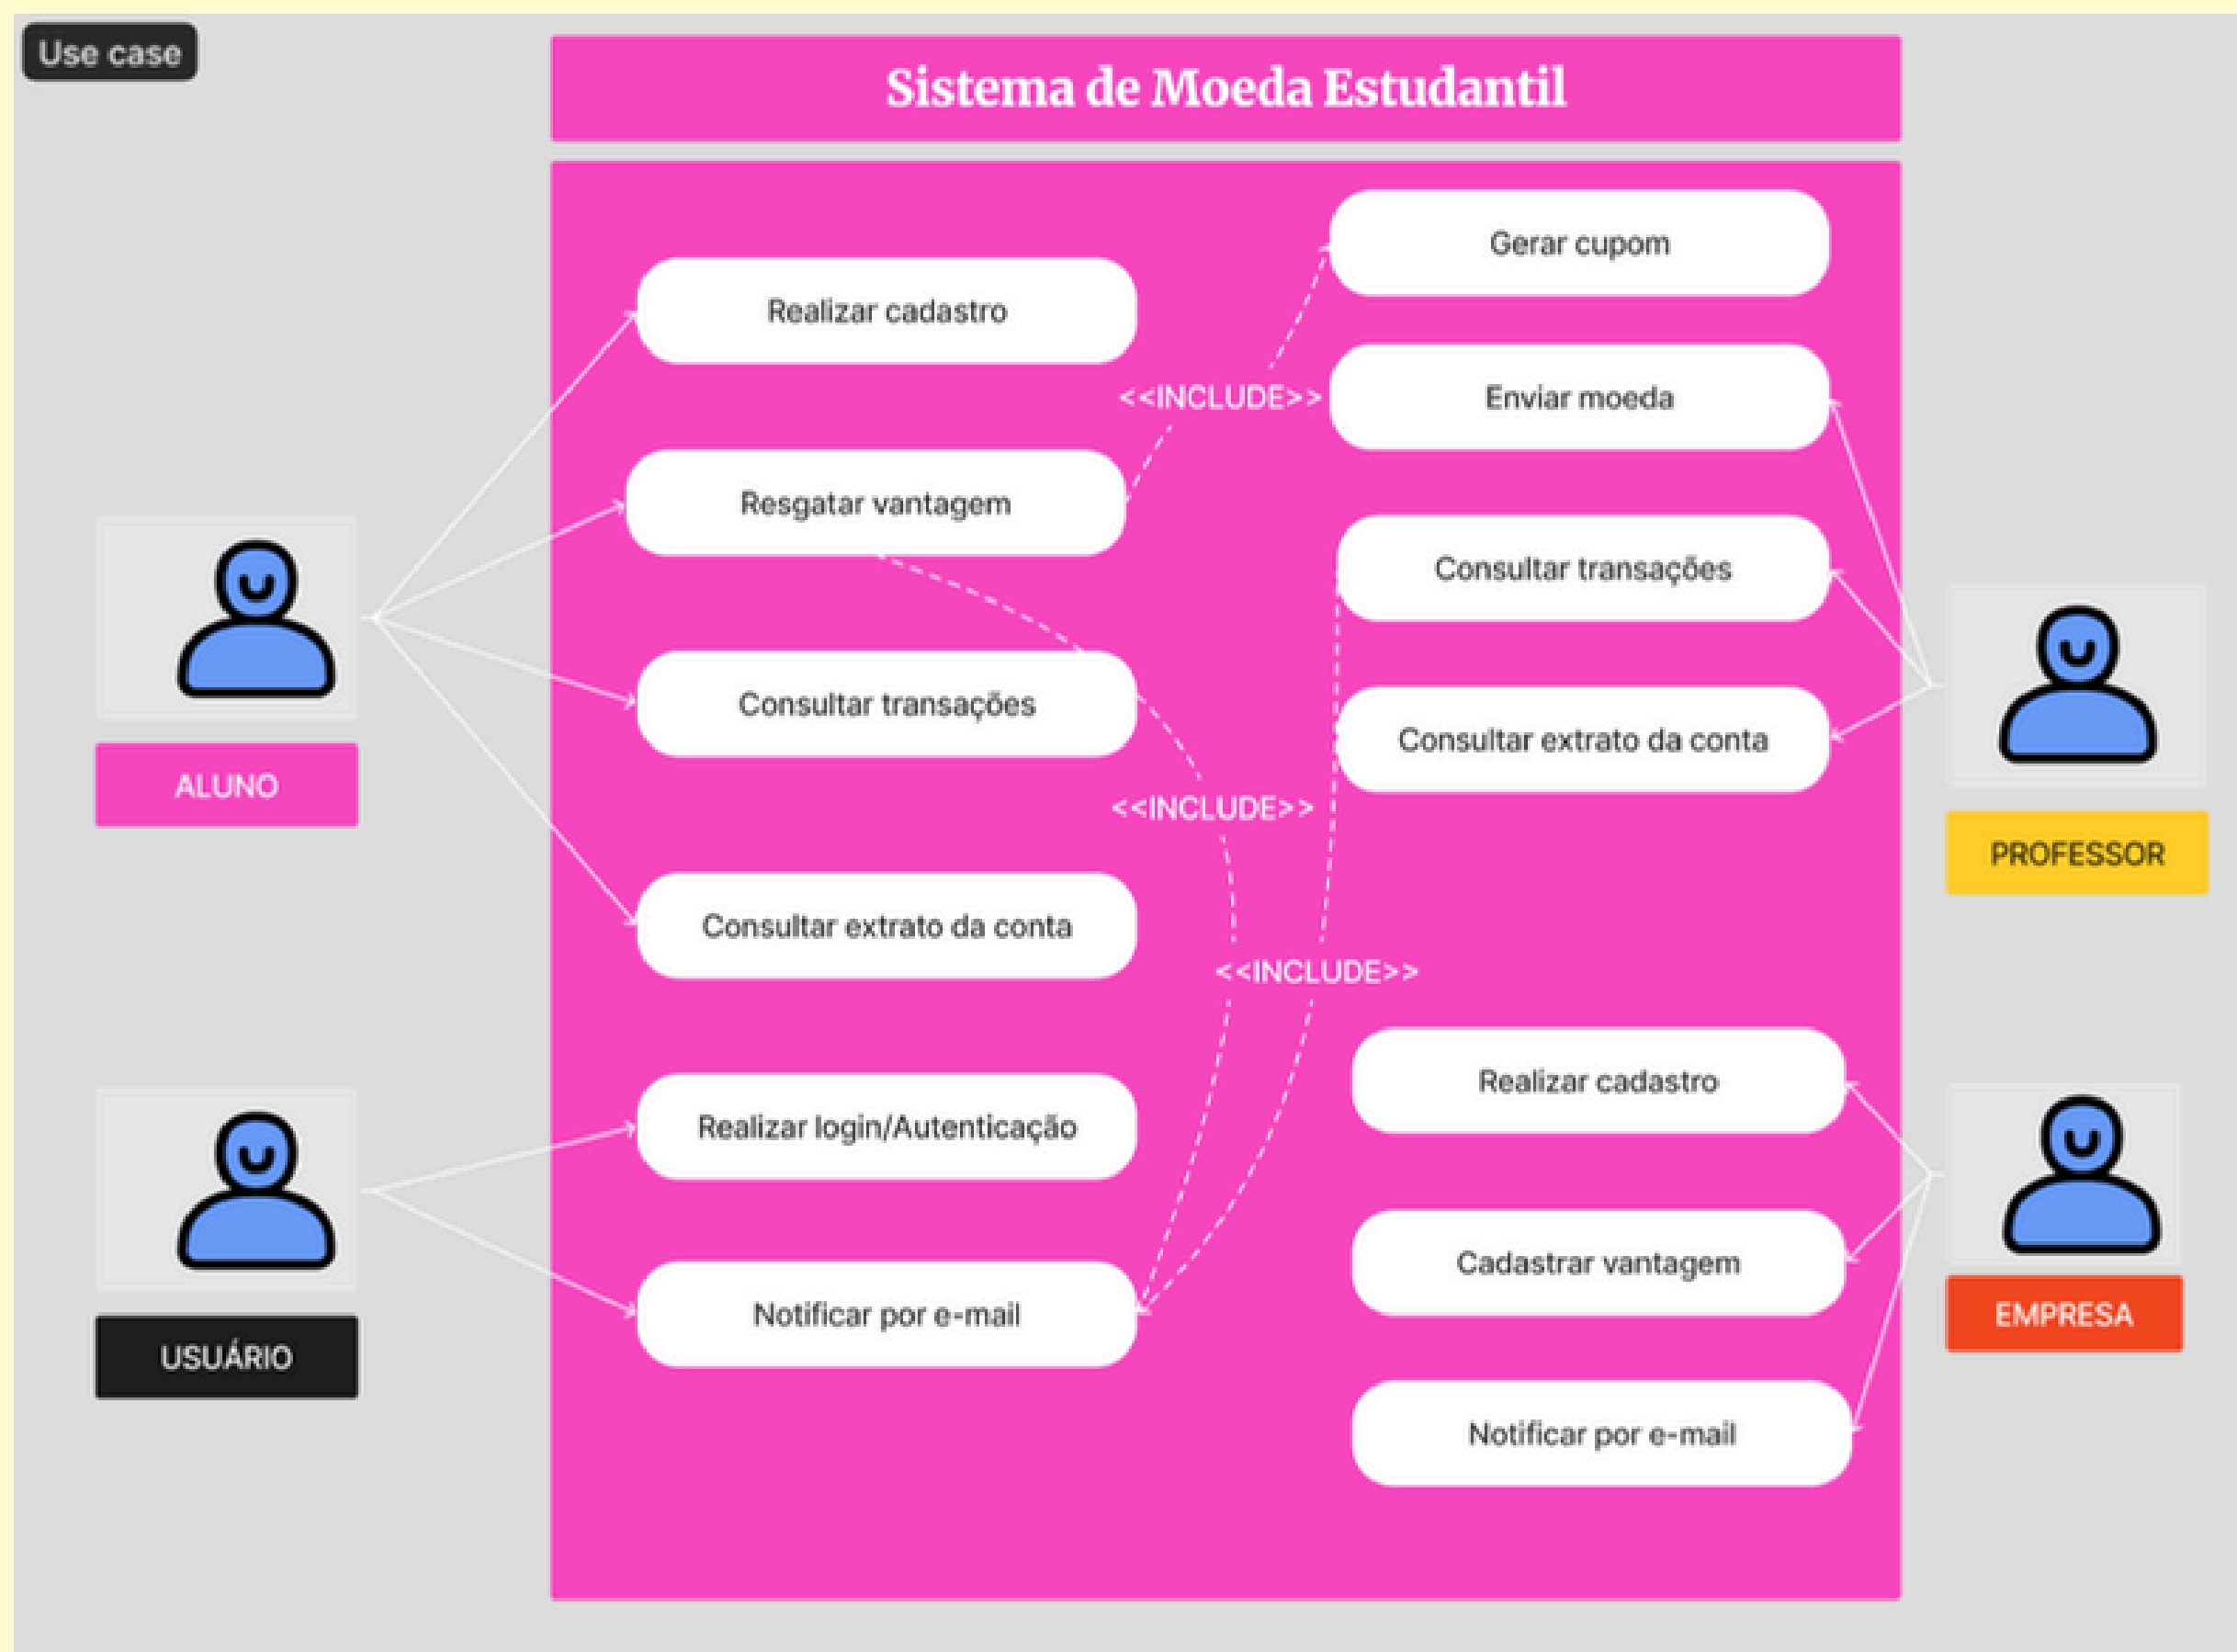 Use case
Sistema de Moeda Estudantil
Gerar cupom
Realizar cadastro
<<INCLUDE>>
Enviar moeda
Resgatar vantagem
Consultar transações
Consultar transações
Consultar extrato da conta
ALUNO
<<INCLUDE>>
PROFESSOR
Consultar extrato da conta
<<INCLUDE>>
Realizar cadastro
Realizar login/Autenticação
Cadastrar vantagem
Notificar por e-mail
EMPRESA
USUÁRIO
Notificar por e-mail